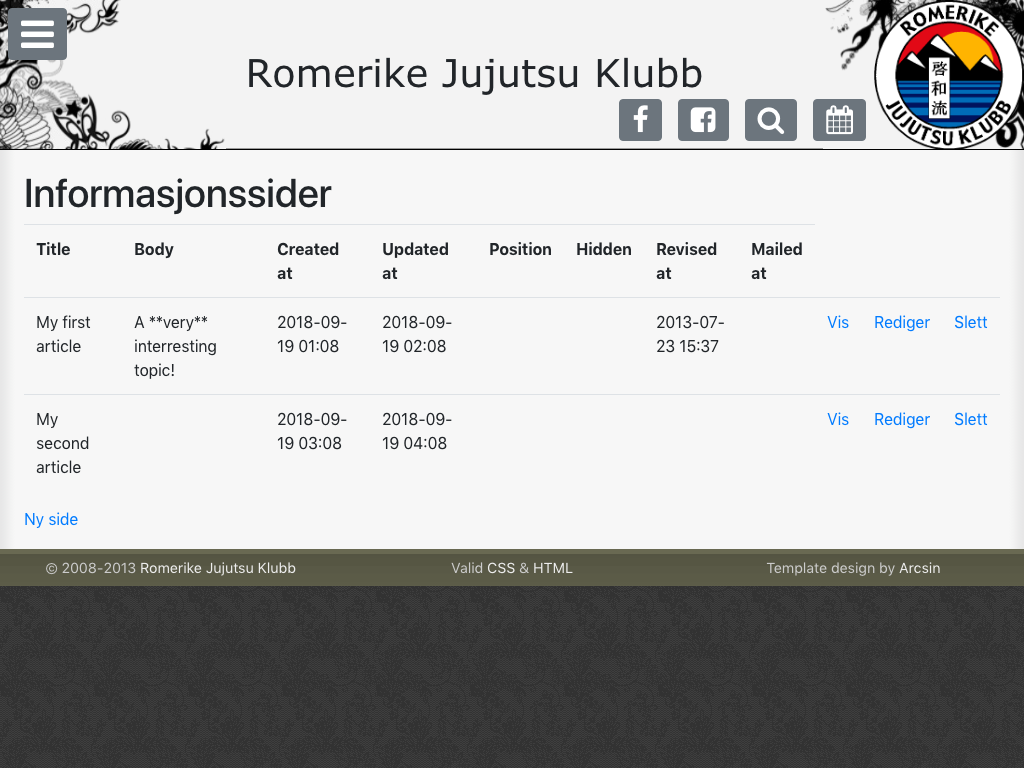 Romerike Jujutsu Klubb
ROMERIKE
啓和流
JUJUTSU KLUBB
Informasjonssider
Title Body Created at Updated at Position Hidden Revised at Mailed at
My first article A **very** interresting topic! 2018-09-19 01:08 2018-09-19 02:08 2013-07-23 15:37 Vis Rediger Slett
My second article 2018-09-19 03:08 2018-09-19 04:08 Vis Rediger Slett
Ny side
© 2008-2013 Romerike Jujutsu Klubb Valid CSS & HTML Template design by Arcsin